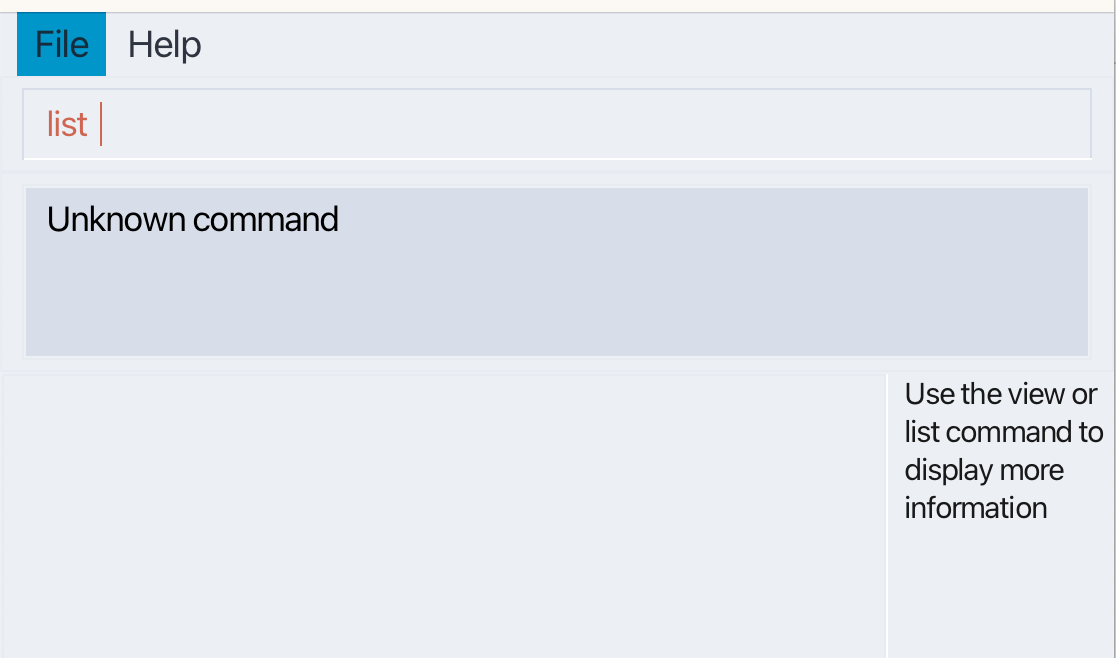 File Help
list
Unknown command
Use the view or
list command to
display more
information